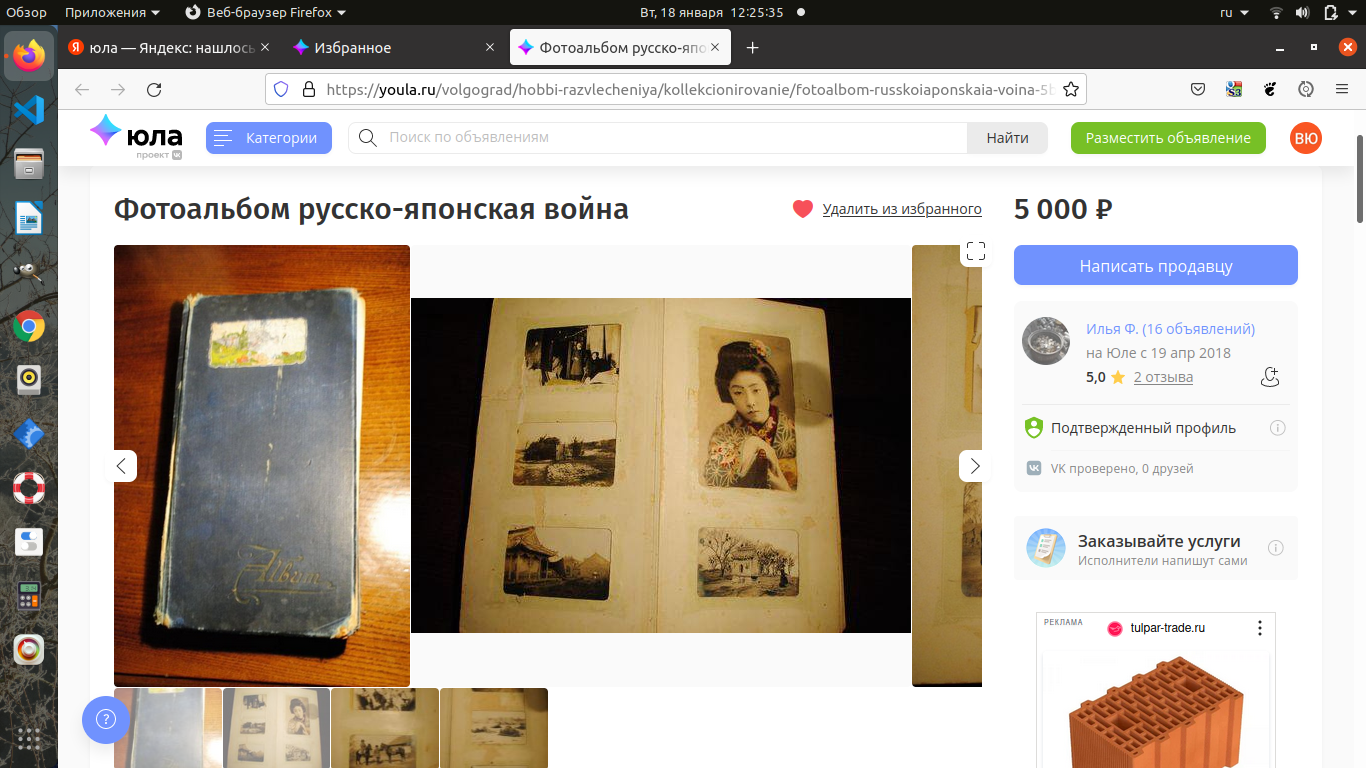 Обзор
Приложения
Веб-браузер Firefox
Вт, 18 января 12:25:35
ru
юла — Яндекс: нашлось
Избранное
Фотоальбом русско-япо
https://youla.ru/volgograd/hobbi-razvlecheniya/kollekcionirovanie/fotoalbom-russkoiaponskaia-voina-5b
юла
проект
Категории
Поиск по объявлениям
Найти
Разместить объявление
ВЮ
Фотоальбом русско-японская война
Удалить из избранного
5 000 ₽
Написать продавцу
Album
Илья Ф. (16 объявлений)
на Юле с 19 апр 2018
5,0
2 отзыва
Подтвержденный профиль
VK проверено, 0 друзей
Заказывайте услуги
Исполнители напишут сами
РЕКЛАМА
tulpar-trade.ru
?